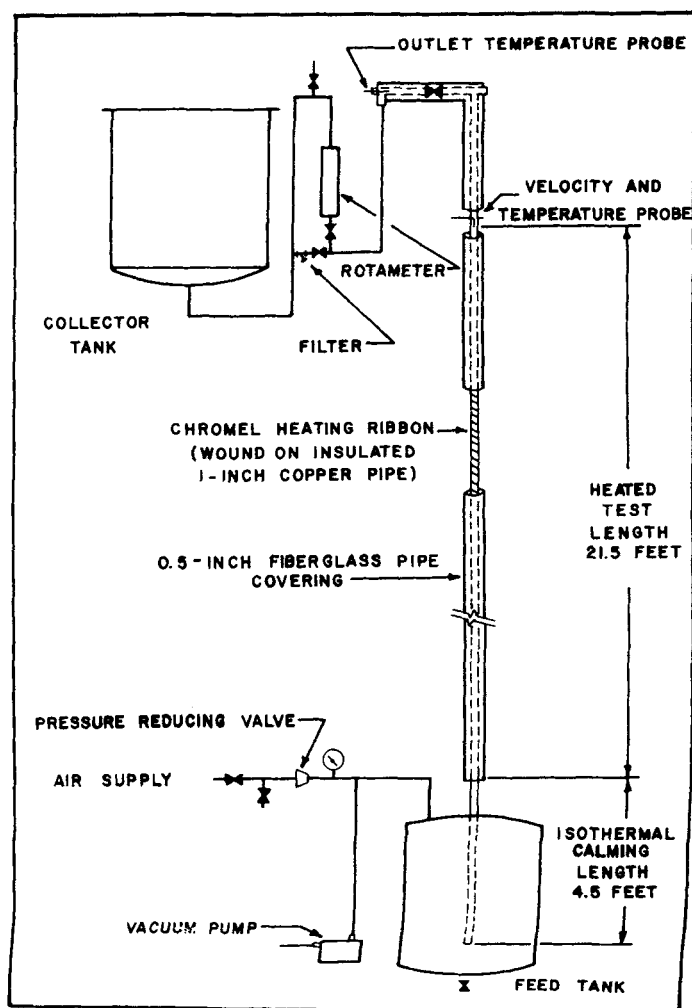 OUTLET TEMPERATURE PROBE
VELOCITY AND
TEMPERATURE PROBE
ROTAMETER
COLLECTOR
TANK
FILTER
CHROMEL HEATING RIBBON
(WOUND ON INSULATED
1-INCH COPPER PIPE)
HEATED
TEST
LENGTH
21.5 FEET
0.5-INCH FIBERGLASS PIPE
COVERING
PRESSURE REDUCING VALVE
AIR SUPPLY
ISOTHERMAL
CALMING
LENGTH
4.5 FEET
VACUUM PUMP
FEED TANK